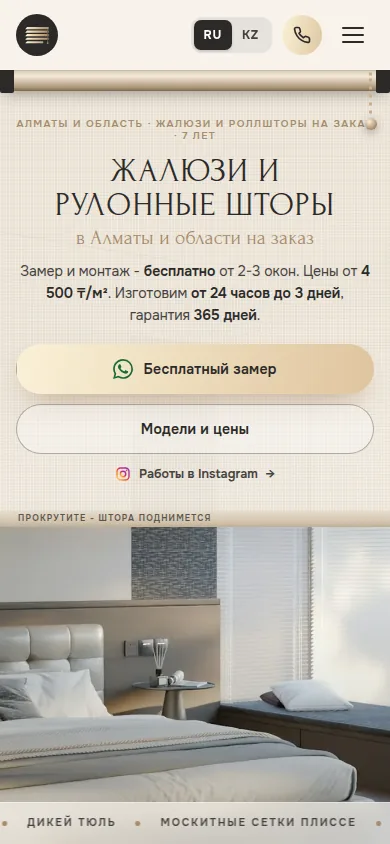 RU KZ
АЛМАТЫ И ОБЛАСТЬ · ЖАЛЮЗИ И РОЛЛШТОРЫ НА ЗАКА
· 7 ЛЕТ
ЖАЛЮЗИ И
РУЛОННЫЕ ШТОРЫ
в Алматы и области на заказ
Замер и монтаж - бесплатно от 2-3 окон. Цены от 4
500 ₸/м². Изготовим от 24 часов до 3 дней,
гарантия 365 дней.
Бесплатный замер
Модели и цены
Работы в Instagram →
ПРОКРУТИТЕ - ШТОРА ПОДНИМЕТСЯ
ДИКЕЙ ТЮЛЬ • МОСКИТНЫЕ СЕТКИ ПЛИССЕ •